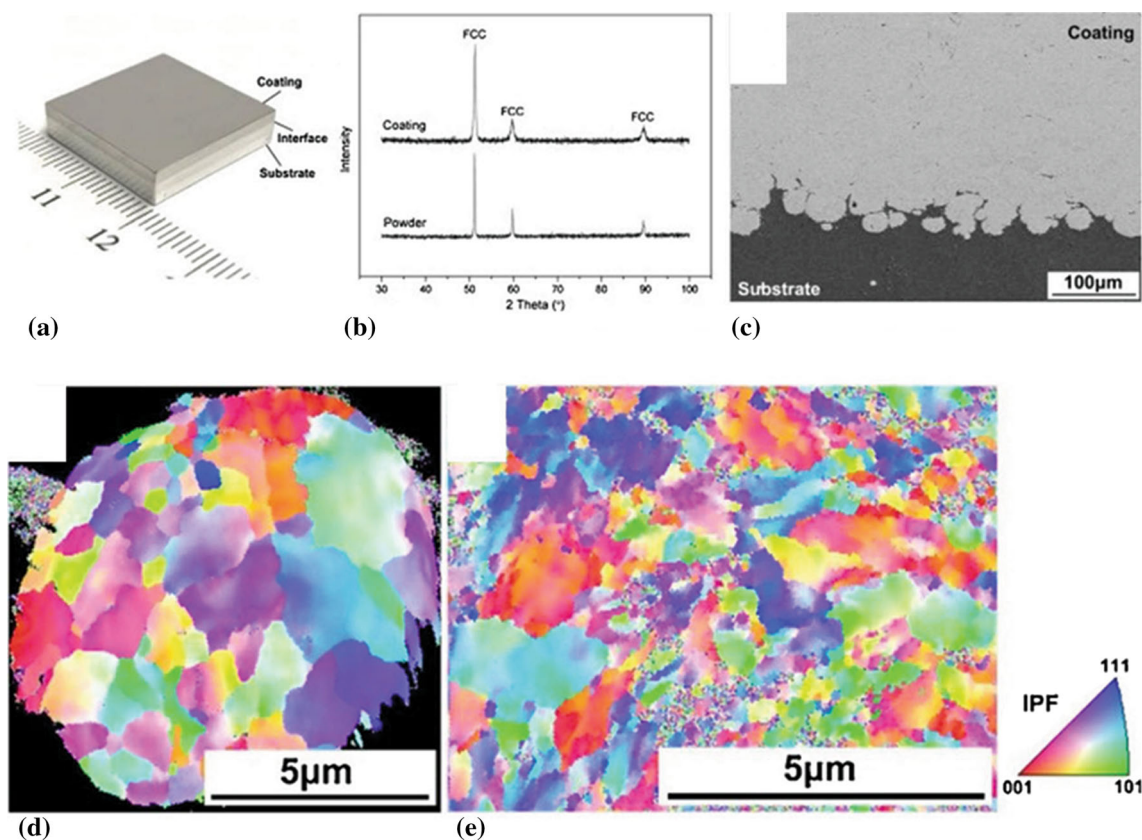 Coating
Interface
Substrate
11
12
(a)
FCC
FCC
FCC
Coating
Powder
Intensity
30 40 50 60 70 80 90 100
2 Theta (°)
(b)
Coating
Substrate
100μm
(c)
5μm
(d)
5μm
(e)
111
IPF
001
101